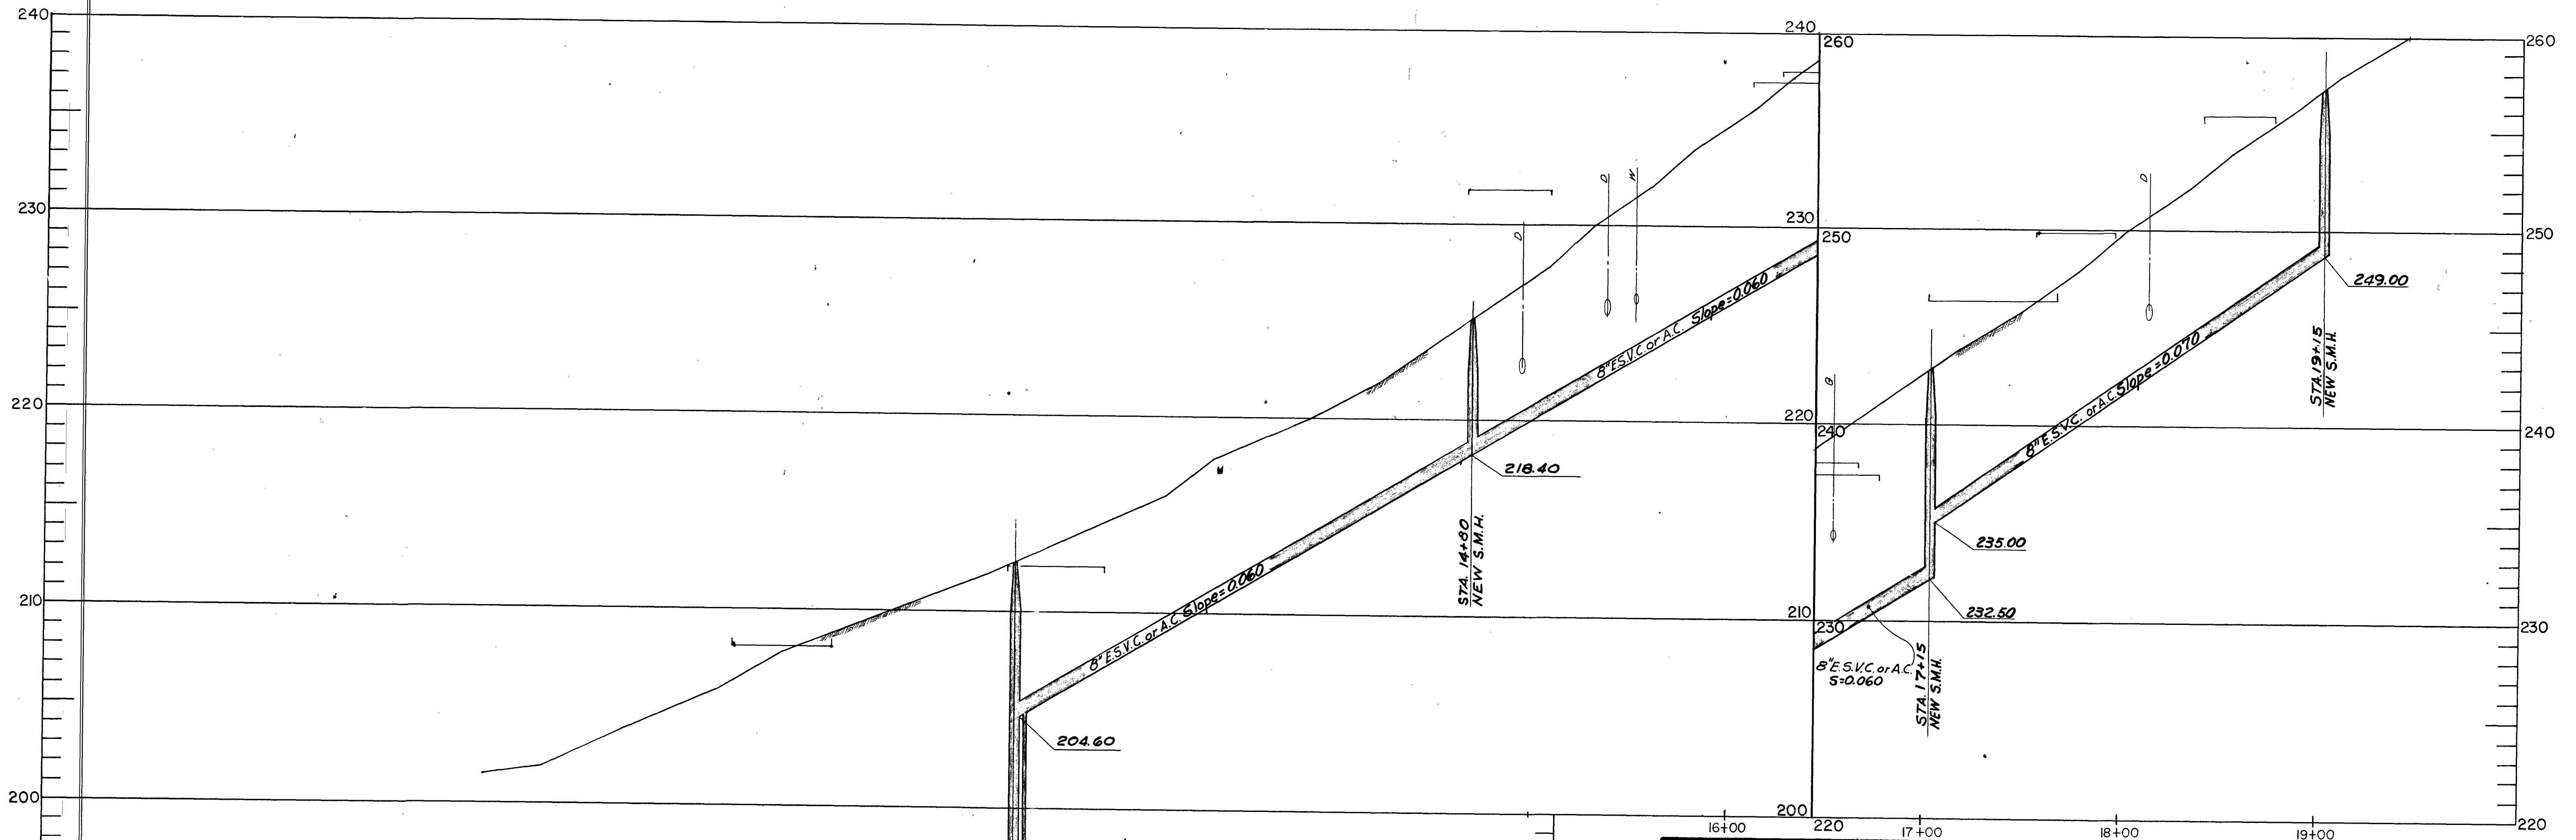 240
240
260
260
D
W
D
230
230
250
250
D
249.00
8" E.S.V.C. or A.C. Slope=0.060
8" E.S.V.C. or A.C. Slope=0.070
STA. 19+15
NEW S.M.H.
220
220
240
240
218.40
STA. 14+80
NEW S.M.H.
8" E.S.V.C. or A.C. Slope=0.060
235.00
210
210
230
230
232.50
8" E.S.V.C. or A.C.
S=0.060
STA. 17+15
NEW S.M.H.
204.60
200
200
220
220
16+00
17+00
18+00
19+00